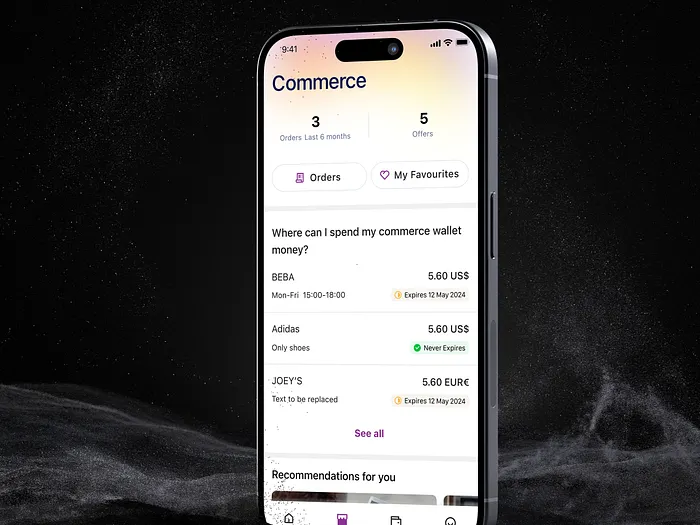 9:41
Commerce
3
5
Orders Last 6 months
Offers
Orders
My Favourites
Where can I spend my commerce wallet
money?
BEBA
5.60 US$
Mon-Fri 15:00-18:00
Expires 12 May 2024
Adidas
5.60 US$
Only shoes
Never Expires
JOEY'S
5.60 EUR€
Text to be replaced
Expires 12 May 2024
See all
Recommendations for you